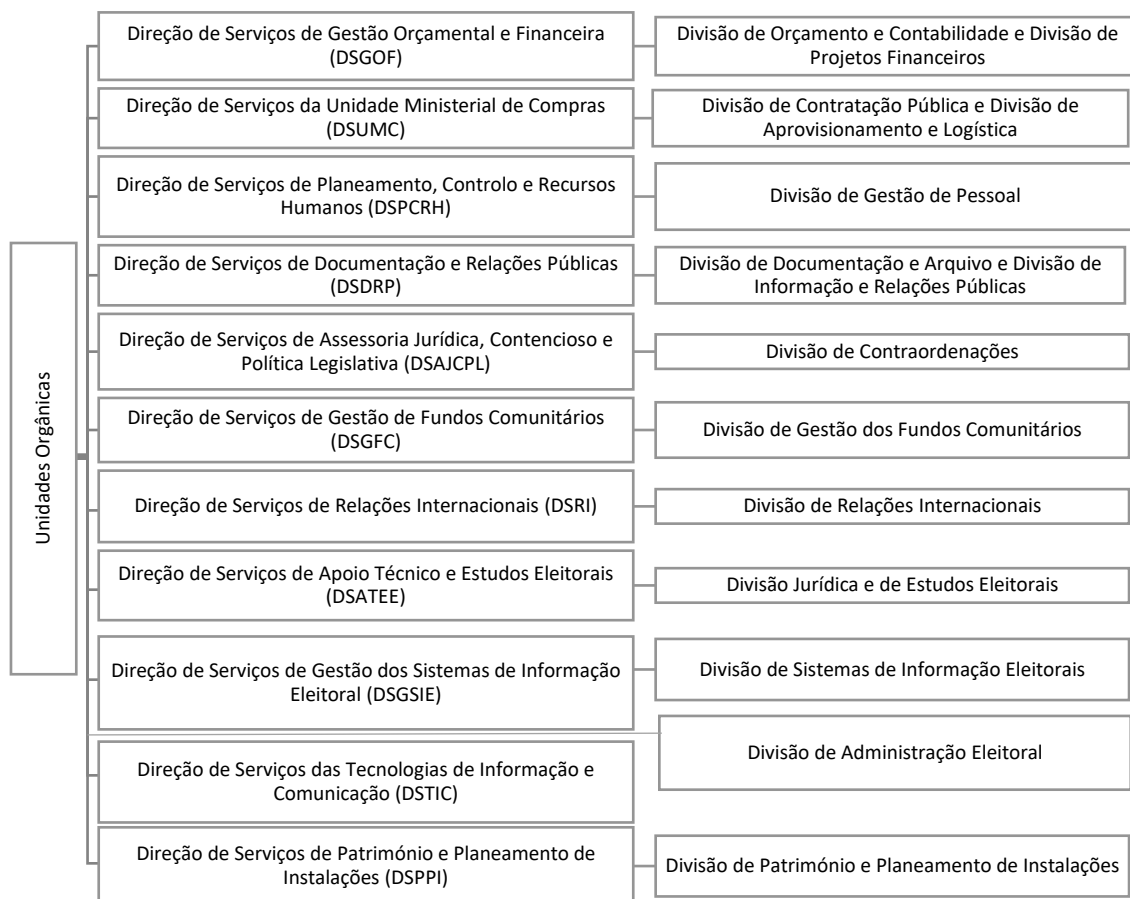 Unidades Orgânicas
Direção de Serviços de Gestão Orçamental e Financeira
(DSGOF)
Divisão de Orçamento e Contabilidade e Divisão de
Projetos Financeiros
Direção de Serviços da Unidade Ministerial de Compras
(DSUMC)
Divisão de Contratação Pública e Divisão de
Aprovisionamento e Logística
Direção de Serviços de Planeamento, Controlo e Recursos
Humanos (DSPCRH)
Divisão de Gestão de Pessoal
Direção de Serviços de Documentação e Relações Públicas
(DSDRP)
Divisão de Documentação e Arquivo e Divisão de
Informação e Relações Públicas
Direção de Serviços de Assessoria Jurídica, Contencioso e
Política Legislativa (DSAJCPL)
Divisão de Contraordenações
Direção de Serviços de Gestão de Fundos Comunitários
(DSGFC)
Divisão de Gestão dos Fundos Comunitários
Direção de Serviços de Relações Internacionais (DSRI)
Divisão de Relações Internacionais
Direção de Serviços de Apoio Técnico e Estudos Eleitorais
(DSATEE)
Divisão Jurídica e de Estudos Eleitorais
Direção de Serviços de Gestão dos Sistemas de Informação
Eleitoral (DSGSIE)
Divisão de Sistemas de Informação Eleitorais
Divisão de Administração Eleitoral
Direção de Serviços das Tecnologias de Informação e
Comunicação (DSTIC)
Direção de Serviços de Património e Planeamento de
Instalações (DSPPI)
Divisão de Património e Planeamento de Instalações